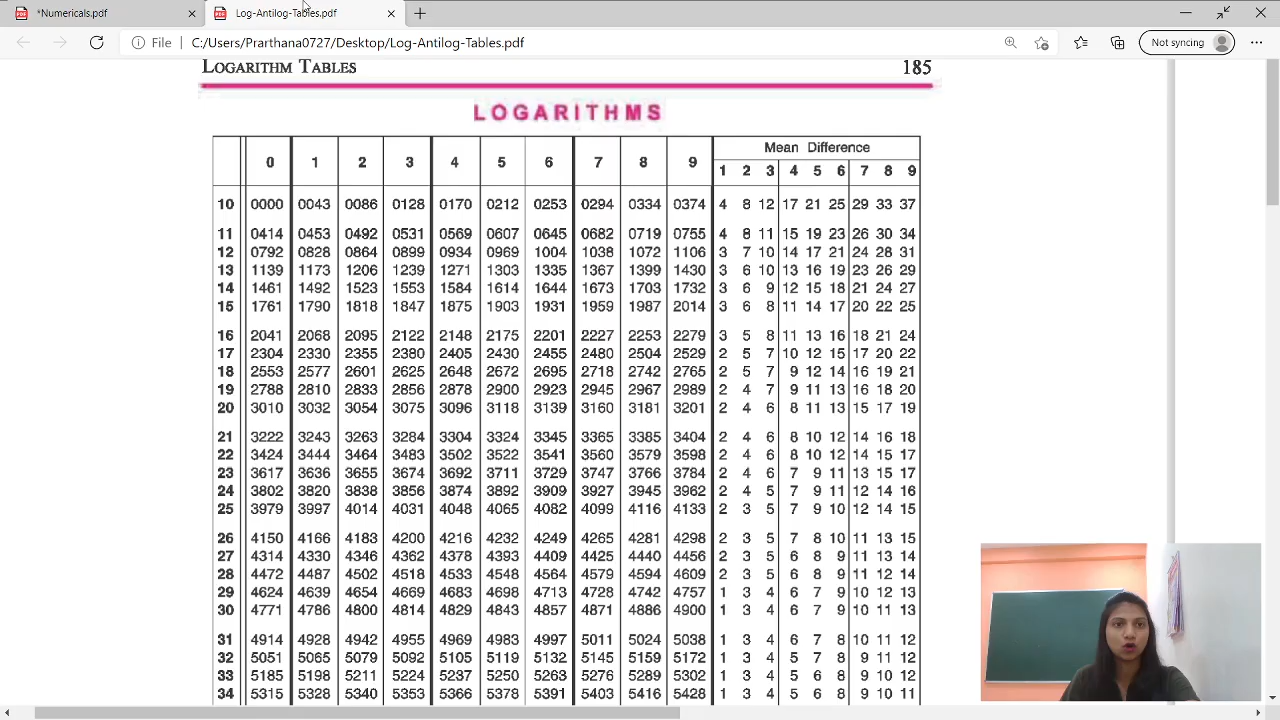 *Numericals.pdf
Log-Antilog-Tables.pdf
File C:/Users/Prarthana0727/Desktop/Log-Antilog-Tables.pdf Not syncing
LOGARITHM TABLES 185
LOGARITHMS
0 1 2 3 4 5 6 7 8 9 Mean Difference
1 2 3 4 5 6 7 8 9
10 0000 0043 0086 0128 0170 0212 0253 0294 0334 0374 4 8 12 17 21 25 29 33 37
11 0414 0453 0492 0531 0569 0607 0645 0682 0719 0755 4 8 11 15 19 23 26 30 34
12 0792 0828 0864 0899 0934 0969 1004 1038 1072 1106 3 7 10 14 17 21 24 28 31
13 1139 1173 1206 1239 1271 1303 1335 1367 1399 1430 3 6 10 13 16 19 23 26 29
14 1461 1492 1523 1553 1584 1614 1644 1673 1703 1732 3 6 9 12 15 18 21 24 27
15 1761 1790 1818 1847 1875 1903 1931 1959 1987 2014 3 6 8 11 14 17 20 22 25
16 2041 2068 2095 2122 2148 2175 2201 2227 2253 2279 3 5 8 11 13 16 18 21 24
17 2304 2330 2355 2380 2405 2430 2455 2480 2504 2529 2 5 7 10 12 15 17 20 22
18 2553 2577 2601 2625 2648 2672 2695 2718 2742 2765 2 5 7 9 12 14 16 19 21
19 2788 2810 2833 2856 2878 2900 2923 2945 2967 2989 2 4 7 9 11 13 16 18 20
20 3010 3032 3054 3075 3096 3118 3139 3160 3181 3201 2 4 6 8 11 13 15 17 19
21 3222 3243 3263 3284 3304 3324 3345 3365 3385 3404 2 4 6 8 10 12 14 16 18
22 3424 3444 3464 3483 3502 3522 3541 3560 3579 3598 2 4 6 8 10 12 14 15 17
23 3617 3636 3655 3674 3692 3711 3729 3747 3766 3784 2 4 6 7 9 11 13 15 17
24 3802 3820 3838 3856 3874 3892 3909 3927 3945 3962 2 4 5 7 9 11 12 14 16
25 3979 3997 4014 4031 4048 4065 4082 4099 4116 4133 2 3 5 7 9 10 12 14 15
26 4150 4166 4183 4200 4216 4232 4249 4265 4281 4298 2 3 5 7 8 10 11 13 15
27 4314 4330 4346 4362 4378 4393 4409 4425 4440 4456 2 3 5 6 8 9 11 13 14
28 4472 4487 4502 4518 4533 4548 4564 4579 4594 4609 2 3 5 6 8 9 11 12 14
29 4624 4639 4654 4669 4683 4698 4713 4728 4742 4757 1 3 4 6 7 9 10 12 13
30 4771 4786 4800 4814 4829 4843 4857 4871 4886 4900 1 3 4 6 7 9 10 11 13
31 4914 4928 4942 4955 4969 4983 4997 5011 5024 5038 1 3 4 6 7 8 10 11 12
32 5051 5065 5079 5092 5105 5119 5132 5145 5159 5172 1 3 4 5 7 8 9 11 12
33 5185 5198 5211 5224 5237 5250 5263 5276 5289 5302 1 3 4 5 6 8 9 10 12
34 5315 5328 5340 5353 5366 5378 5391 5403 5416 5428 1 3 4 5 6 8 9 10 11